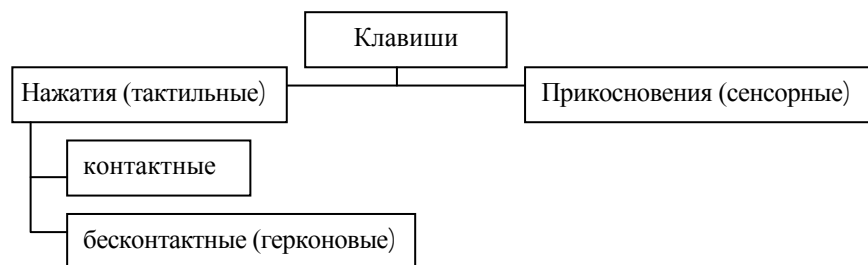 Клавиши
Нажатия (тактильные)
Прикосновения (сенсорные)
контактные
бесконтактные (герконовые)